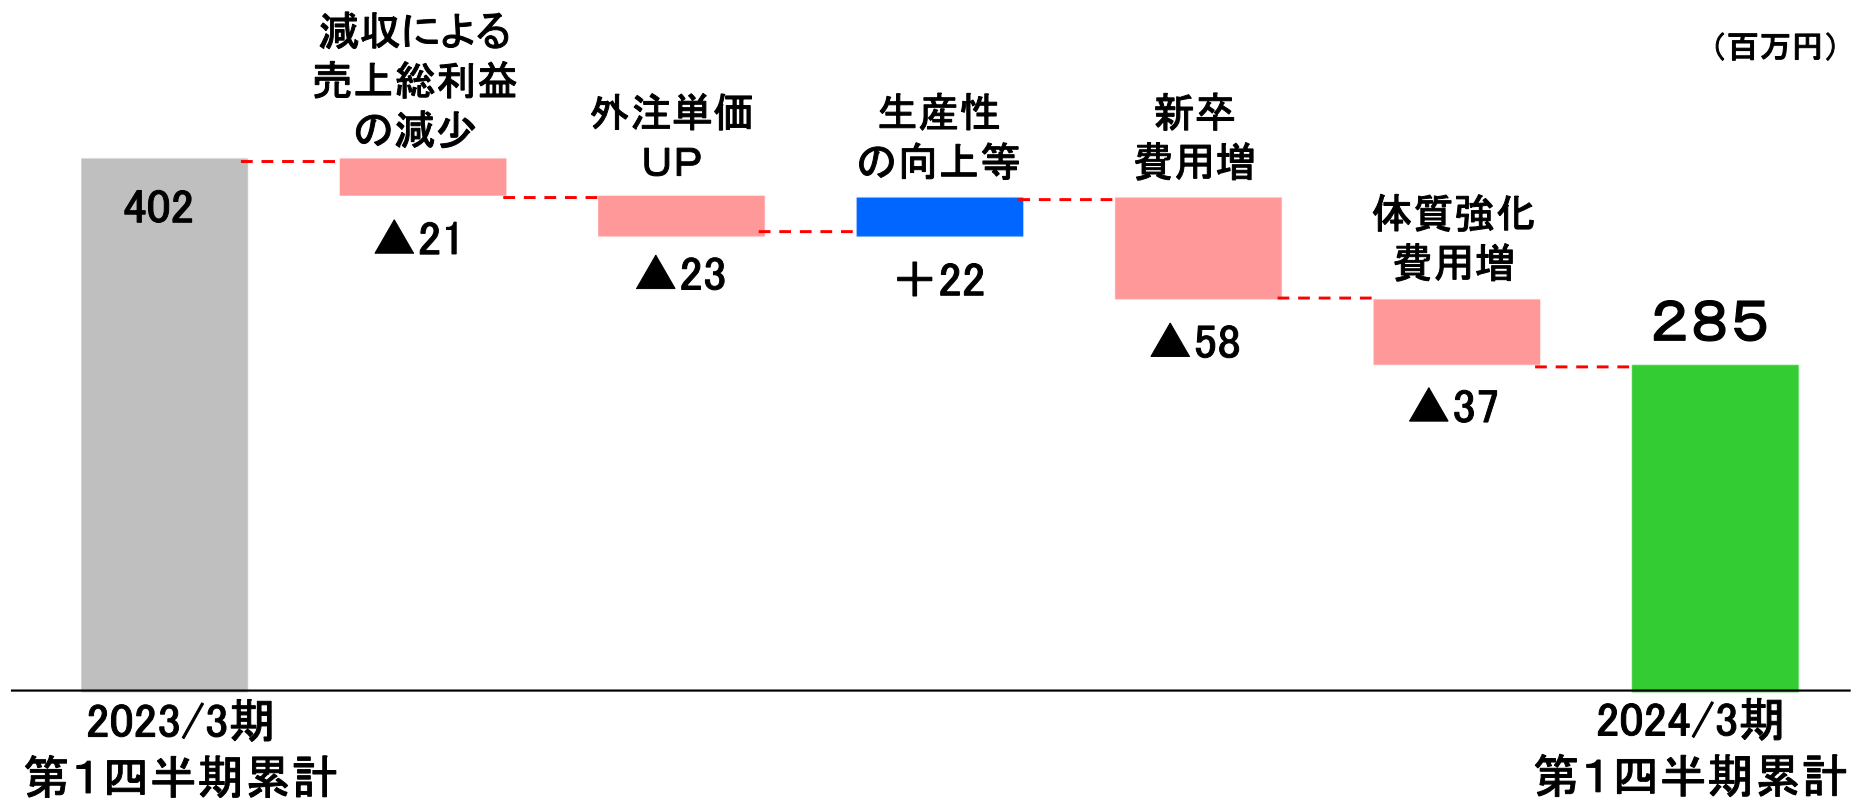 （百万円）
減収による
売上総利益
の減少
外注単価
ＵＰ
生産性
の向上等
新卒
費用増
体質強化
費用増
402
▲21
▲23
＋22
▲58
▲37
２８５
2023/3期
第１四半期累計
2024/3期
第１四半期累計